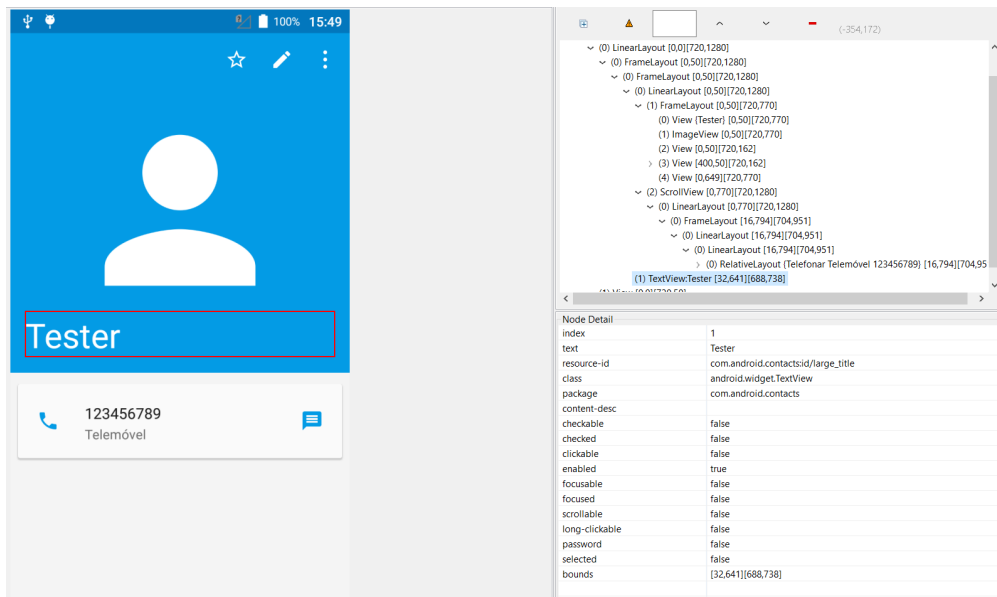 100% 15:49
Tester
123456789
Telemóvel
(-354,172)
(0) LinearLayout [0,0][720,1280]
(0) FrameLayout [0,50][720,1280]
(0) FrameLayout [0,50][720,1280]
(0) LinearLayout [0,50][720,1280]
(1) FrameLayout [0,50][720,770]
(0) View {Tester} [0,50][720,770]
(1) ImageView [0,50][720,770]
(2) View [0,50][720,162]
(3) View [400,50][720,162]
(4) View [0,649][720,770]
(2) ScrollView [0,770][720,1280]
(0) LinearLayout [0,770][720,1280]
(0) FrameLayout [16,794][704,951]
(0) LinearLayout [16,794][704,951]
(0) LinearLayout [16,794][704,951]
(0) RelativeLayout {Telefonar Telemóvel 123456789} [16,794][704,95
(1) TextView:Tester [32,641][688,738]
Node Detail
index 1
text Tester
resource-id com.android.contacts:id/large_title
class android.widget.TextView
package com.android.contacts
content-desc
checkable false
checked false
clickable false
enabled true
focusable false
focused false
scrollable false
long-clickable false
password false
selected false
bounds [32,641][688,738]